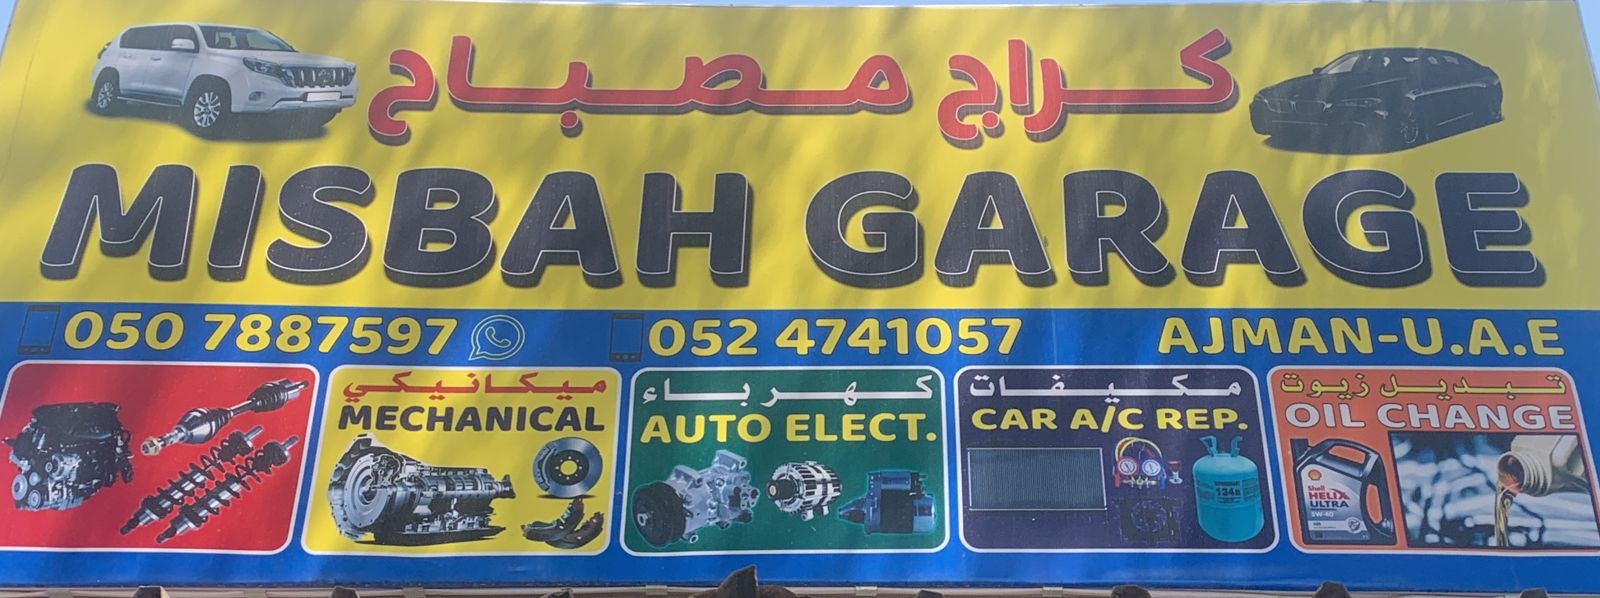 كراج مصباح
MISBAH GARAGE
050 7887597
052 4741057
AJMAN-U.A.E
ميكانيكي
MECHANICAL
كهرباء
AUTO ELECT.
مكيفات
CAR A/C REP.
134a
تبديل زيوت
OIL CHANGE
Shell
HELIX
ULTRA
5W-40